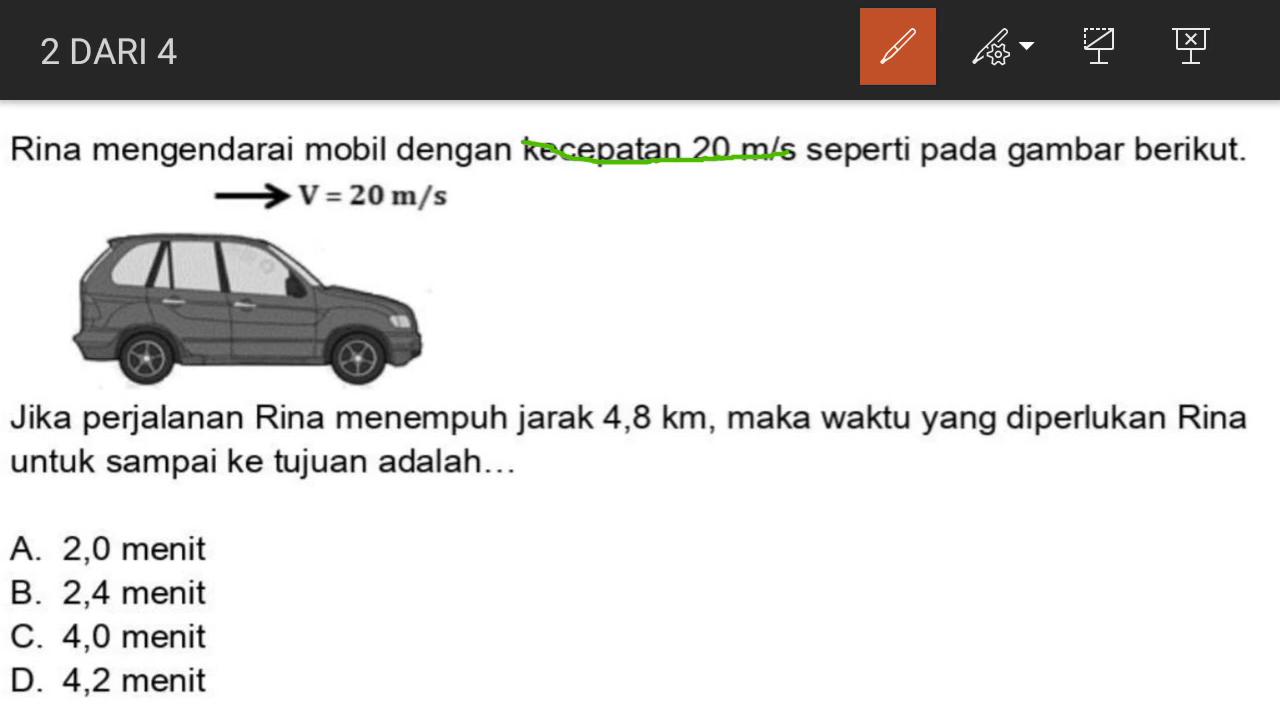 2 DARI 4
Rina mengendarai mobil dengan kecepatan 20 m/s seperti pada gambar berikut.
V = 20 m/s
Jika perjalanan Rina menempuh jarak 4,8 km, maka waktu yang diperlukan Rina
untuk sampai ke tujuan adalah…
A. 2,0 menit
B. 2,4 menit
C. 4,0 menit
D. 4,2 menit